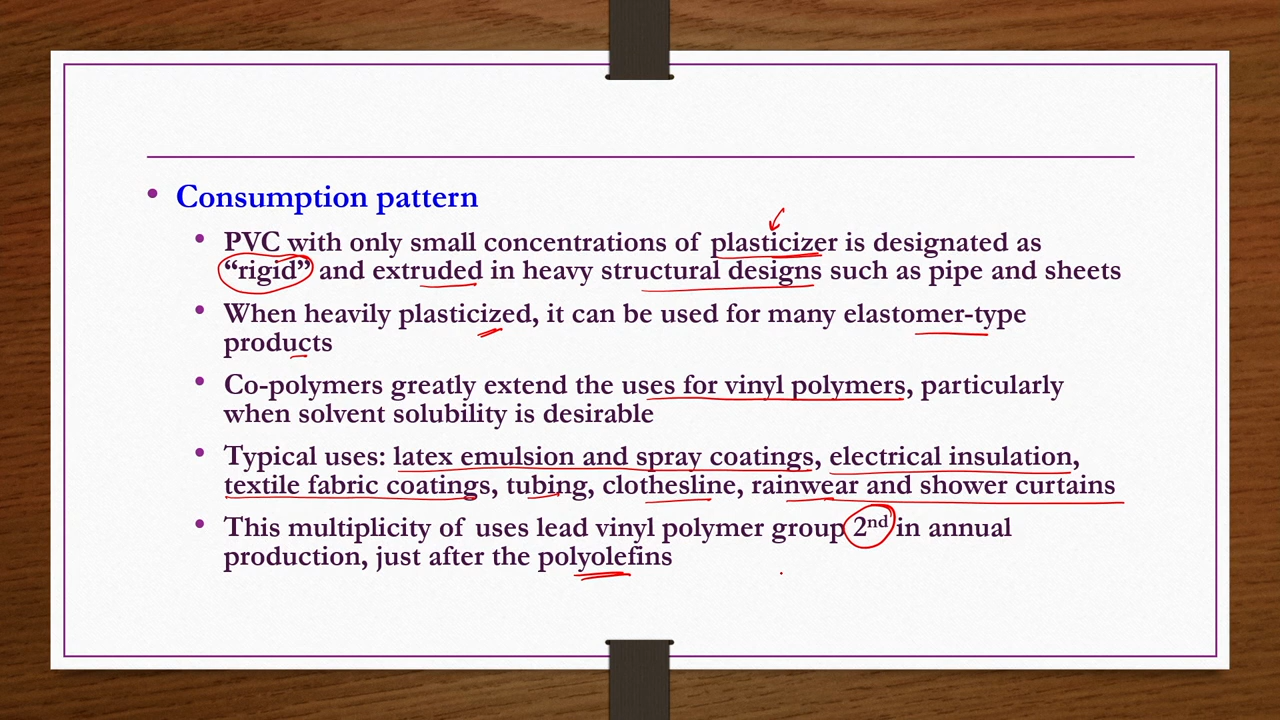 Consumption pattern
PVC with only small concentrations of plasticizer is designated as
“rigid” and extruded in heavy structural designs such as pipe and sheets
When heavily plasticized, it can be used for many elastomer-type
products
Co-polymers greatly extend the uses for vinyl polymers, particularly
when solvent solubility is desirable
Typical uses: latex emulsion and spray coatings, electrical insulation,
textile fabric coatings, tubing, clothesline, rainwear and shower curtains
This multiplicity of uses lead vinyl polymer group 2nd in annual
production, just after the polyolefins